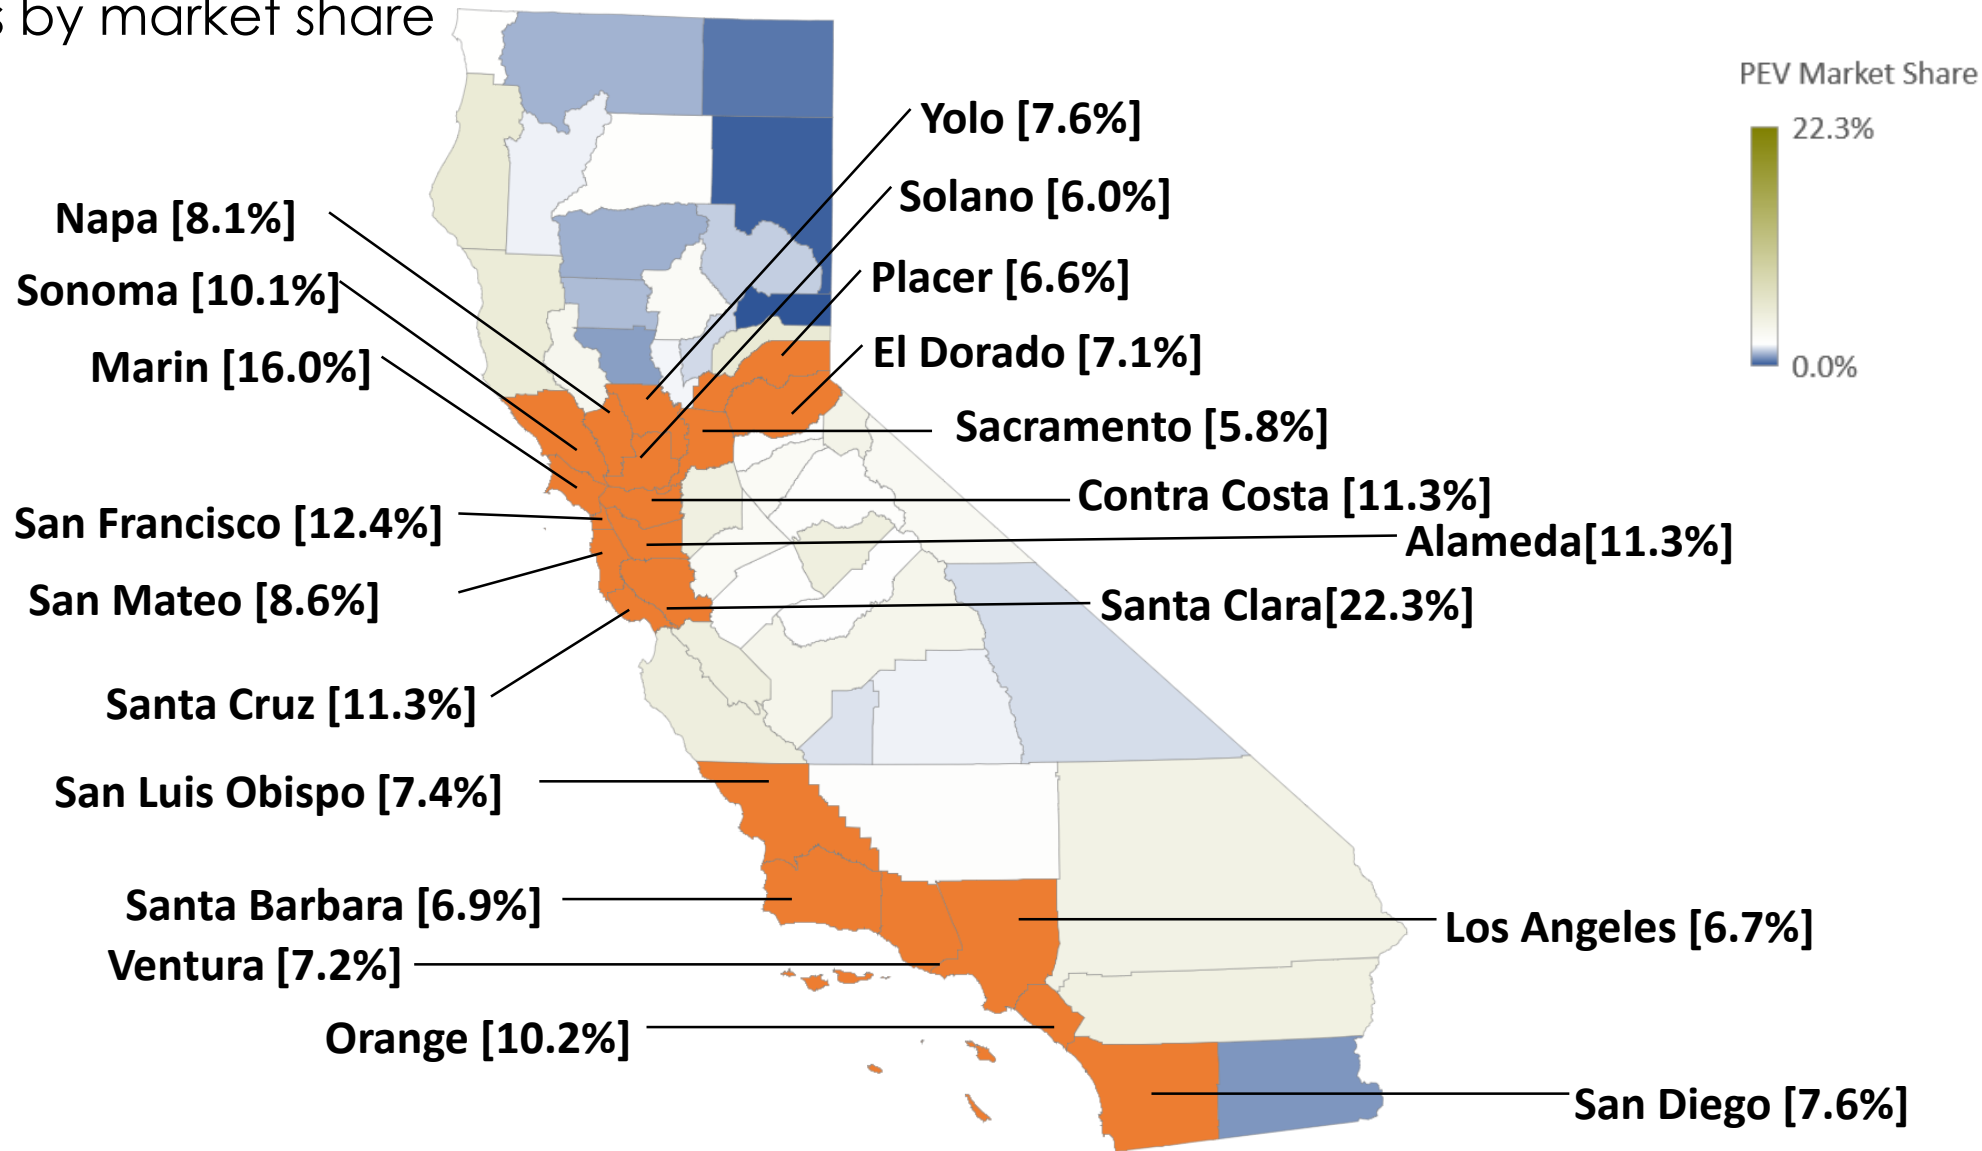 s by market share
PEV Market Share
22.3%
0.0%
Yolo [7.6%]
Solano [6.0%]
Napa [8.1%]
Placer [6.6%]
Sonoma [10.1%]
El Dorado [7.1%]
Marin [16.0%]
Sacramento [5.8%]
Contra Costa [11.3%]
San Francisco [12.4%]
Alameda[11.3%]
San Mateo [8.6%]
Santa Clara[22.3%]
Santa Cruz [11.3%]
San Luis Obispo [7.4%]
Santa Barbara [6.9%]
Los Angeles [6.7%]
Ventura [7.2%]
Orange [10.2%]
San Diego [7.6%]